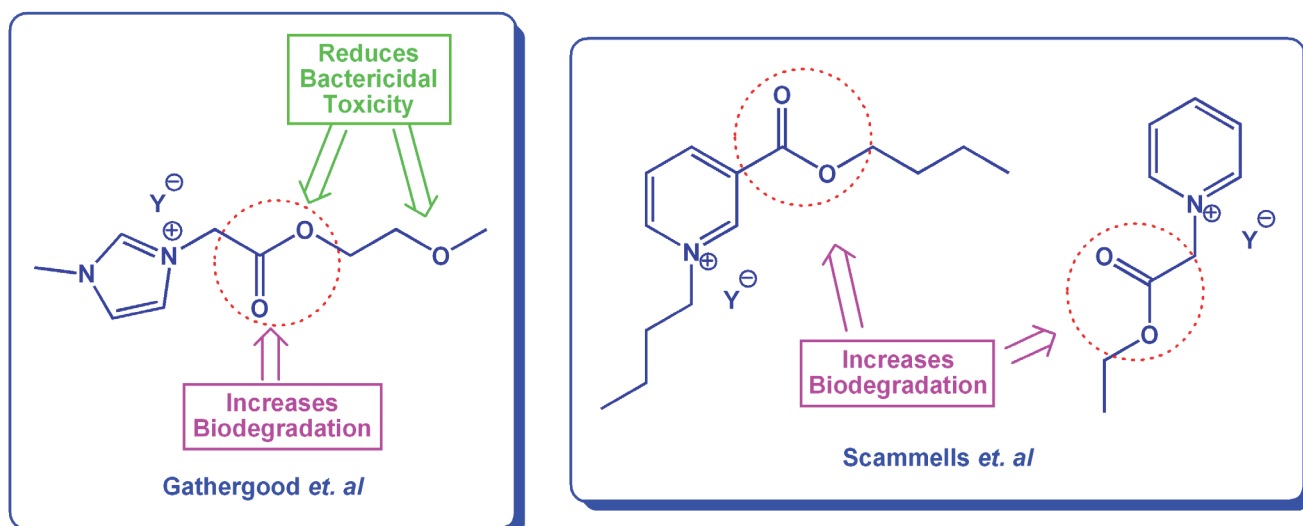 Reduces
Bactericidal
Toxicity
Y⊖
O
O
N
⊕
N
O
Increases
Biodegradation
Gathergood et. al
O
O
N
⊕
Y⊖
Increases
Biodegradation
N
⊕
Y⊖
O
O
Scammells et. al